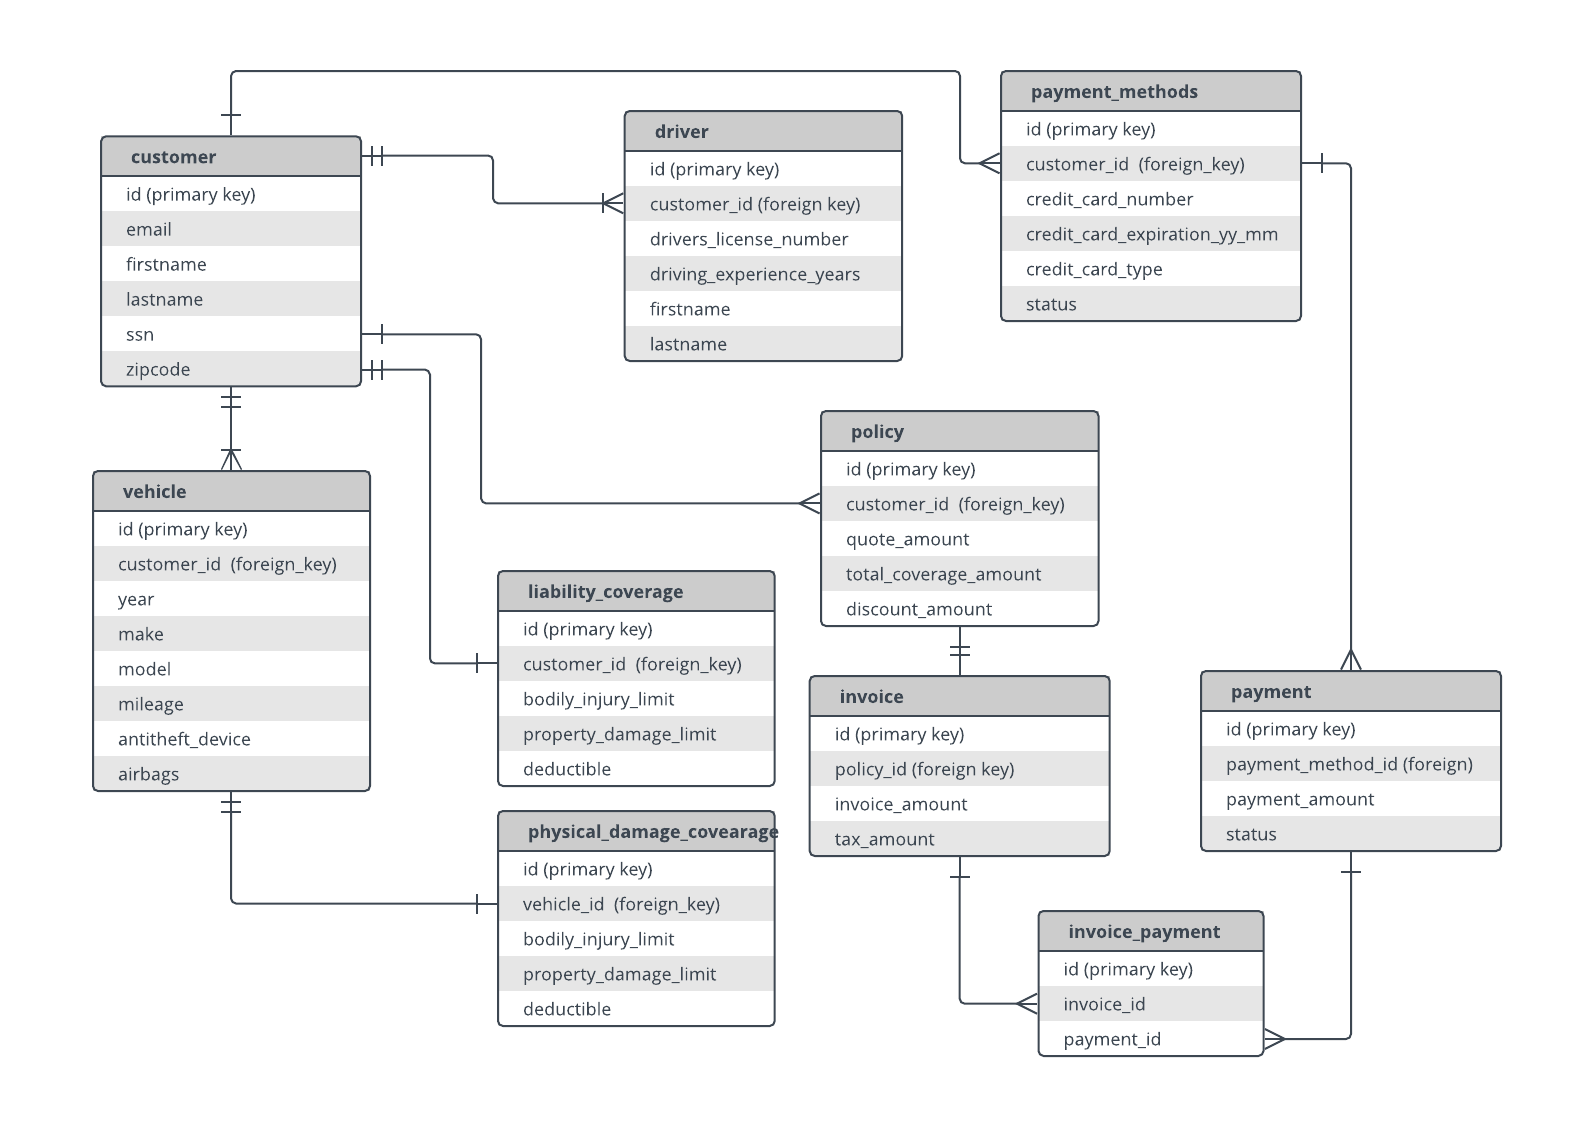 customer
id (primary key)
email
firstname
lastname
ssn
zipcode
driver
id (primary key)
customer_id (foreign key)
drivers_license_number
driving_experience_years
firstname
lastname
payment_methods
id (primary key)
customer_id (foreign_key)
credit_card_number
credit_card_expiration_yy_mm
credit_card_type
status
policy
id (primary key)
customer_id (foreign_key)
quote_amount
total_coverage_amount
discount_amount
vehicle
id (primary key)
customer_id (foreign_key)
year
make
model
mileage
antitheft_device
airbags
liability_coverage
id (primary key)
customer_id (foreign_key)
bodily_injury_limit
property_damage_limit
deductible
physical_damage_covearage
id (primary key)
vehicle_id (foreign_key)
bodily_injury_limit
property_damage_limit
deductible
invoice
id (primary key)
policy_id (foreign key)
invoice_amount
tax_amount
payment
id (primary key)
payment_method_id (foreign)
payment_amount
status
invoice_payment
id (primary key)
invoice_id
payment_id